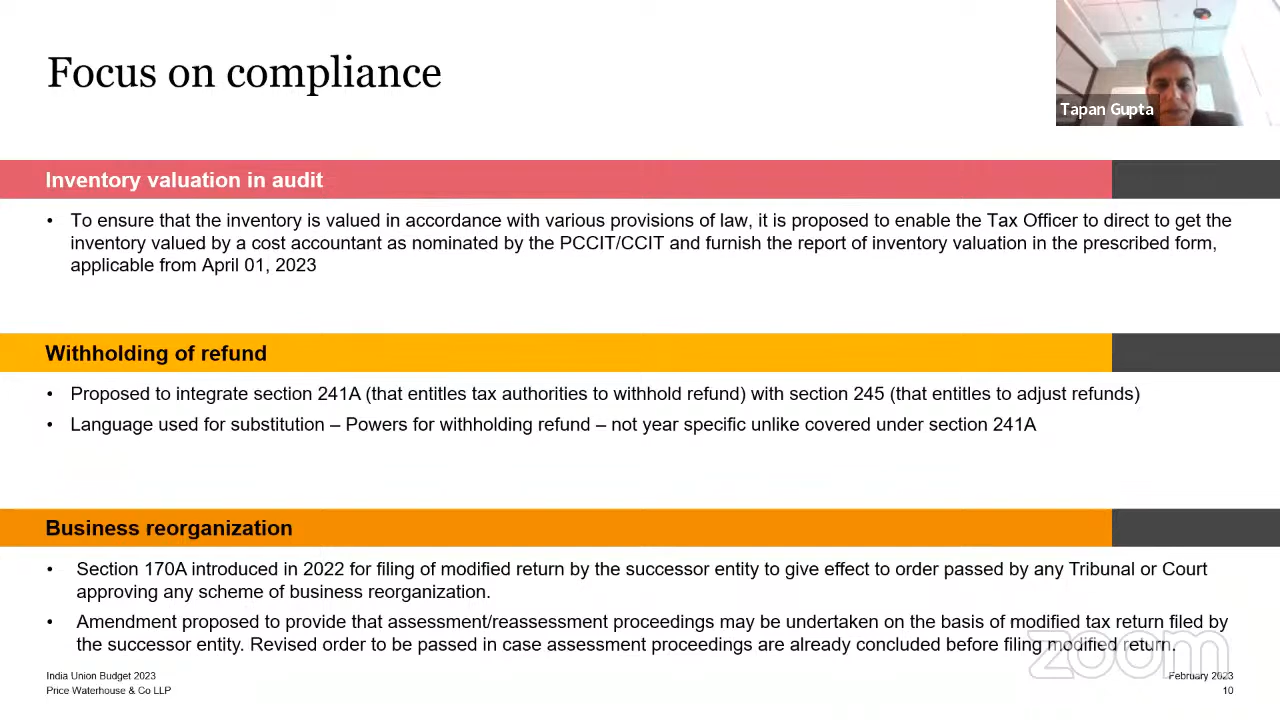 Focus on compliance
Tapan Gupta
Inventory valuation in audit
• To ensure that the inventory is valued in accordance with various provisions of law, it is proposed to enable the Tax Officer to direct to get the
inventory valued by a cost accountant as nominated by the PCCIT/CCIT and furnish the report of inventory valuation in the prescribed form,
applicable from April 01, 2023
Withholding of refund
• Proposed to integrate section 241A (that entitles tax authorities to withhold refund) with section 245 (that entitles to adjust refunds)
• Language used for substitution – Powers for withholding refund – not year specific unlike covered under section 241A
Business reorganization
• Section 170A introduced in 2022 for filing of modified return by the successor entity to give effect to order passed by any Tribunal or Court
approving any scheme of business reorganization.
• Amendment proposed to provide that assessment/reassessment proceedings may be undertaken on the basis of modified tax return filed by
the successor entity. Revised order to be passed in case assessment proceedings are already concluded before filing modified return.
zoom
India Union Budget 2023
Price Waterhouse & Co LLP
February 2023
10